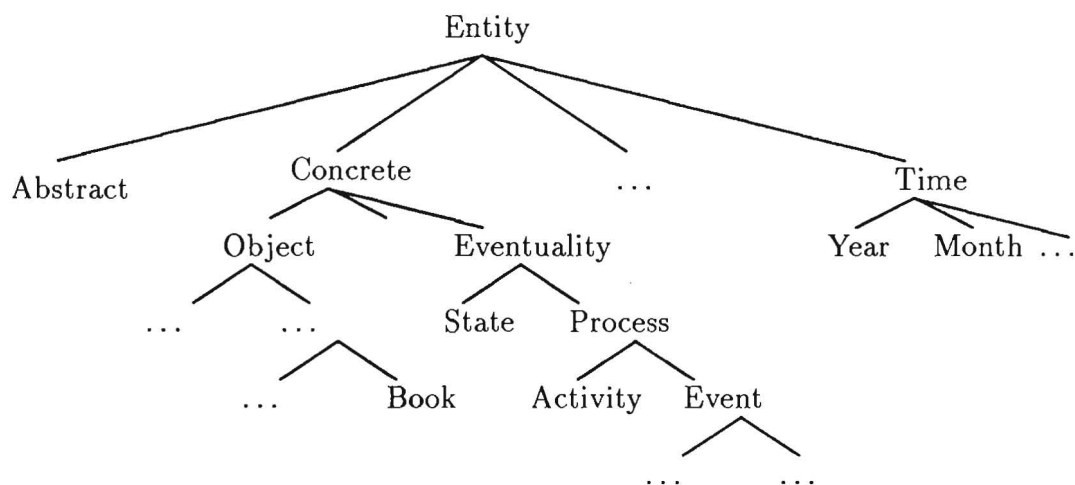 Entity
Abstract Concrete ... Time
Object Eventuality Year Month ...
... ... State Process
... Book Activity Event
... ...